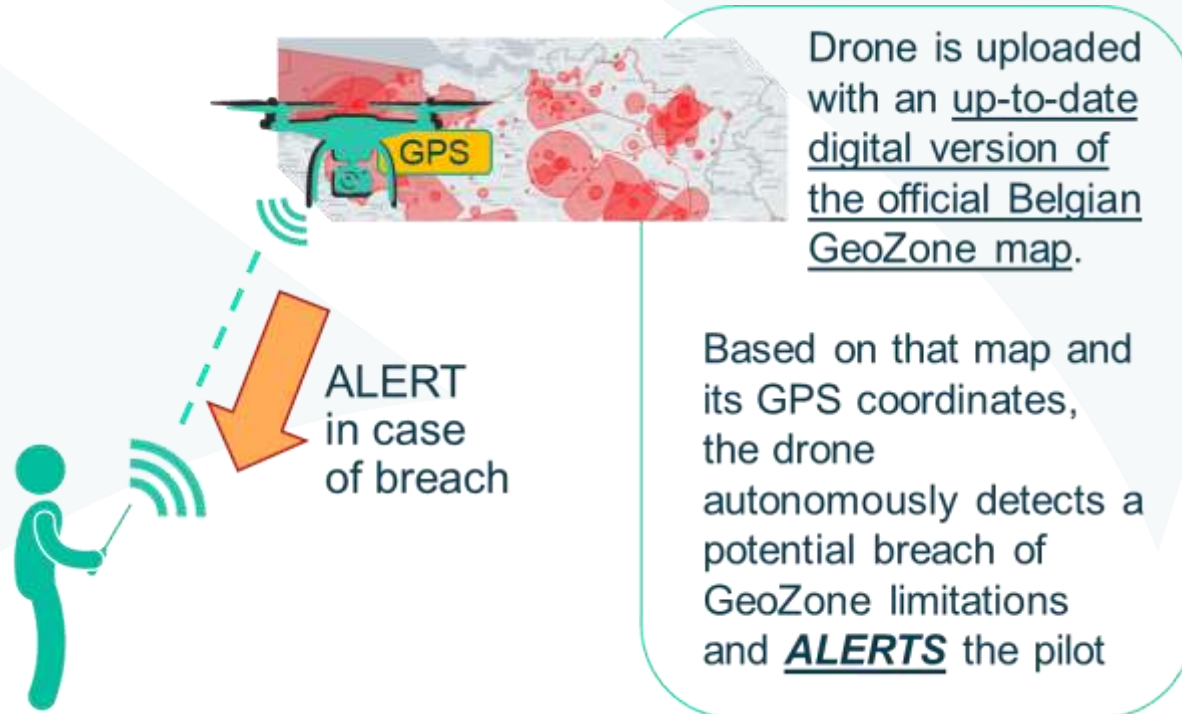 GPS
ALERT
in case
of breach
Drone is uploaded
with an up-to-date
digital version of
the official Belgian
GeoZone map.
Based on that map and
its GPS coordinates,
the drone
autonomously detects a
potential breach of
GeoZone limitations
and ALERTS the pilot